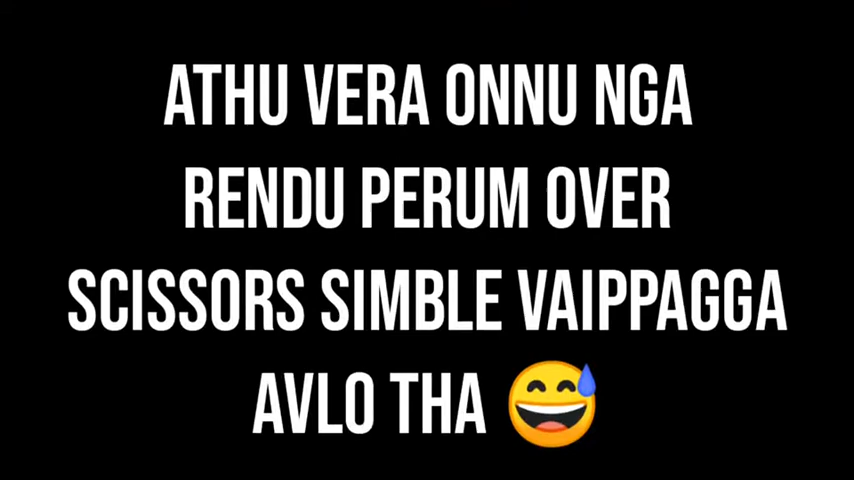 ATHU VERA ONNU NGA
RENDU PERUM OVER
SCISSORS SIMBLE VAIPPAGGA
AVLO THA 😅